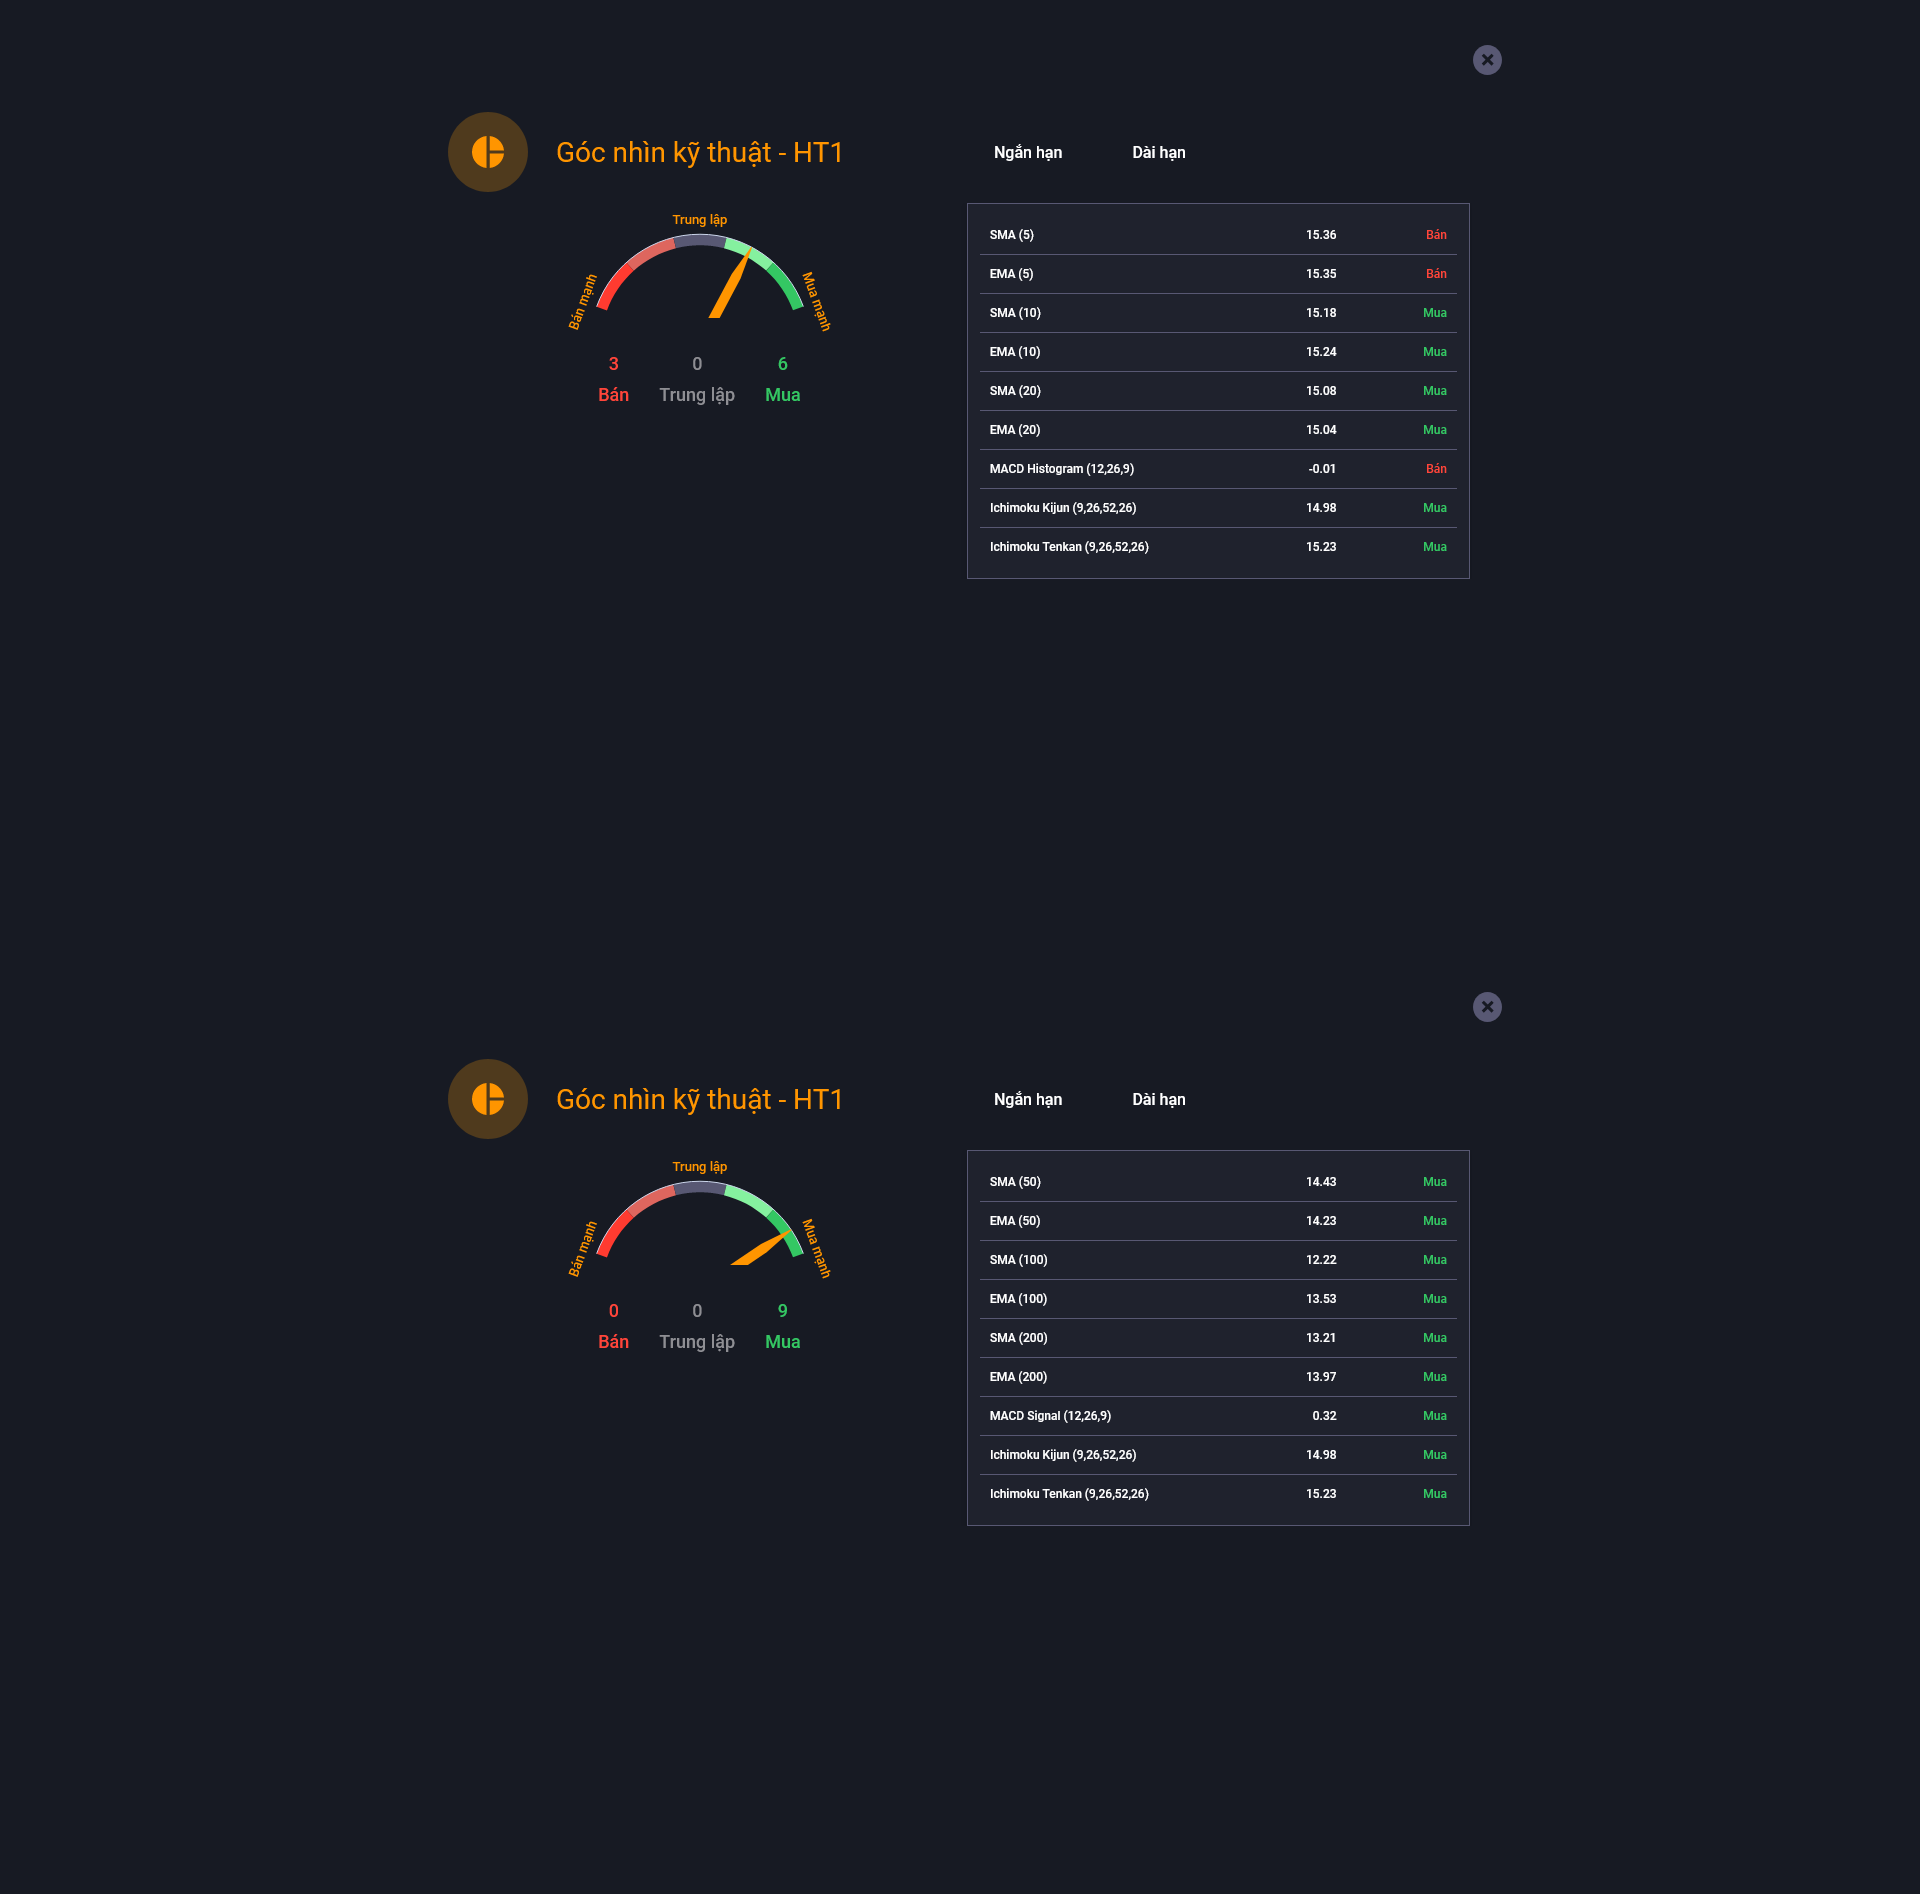 Góc nhìn kỹ thuật - HT1
Ngắn hạn Dài hạn
Trung lập
Bán mạnh
Mua mạnh
3 0 6
Bán Trung lập Mua
SMA (5) 15.36 Bán
EMA (5) 15.35 Bán
SMA (10) 15.18 Mua
EMA (10) 15.24 Mua
SMA (20) 15.08 Mua
EMA (20) 15.04 Mua
MACD Histogram (12,26,9) -0.01 Bán
Ichimoku Kijun (9,26,52,26) 14.98 Mua
Ichimoku Tenkan (9,26,52,26) 15.23 Mua
Góc nhìn kỹ thuật - HT1
Ngắn hạn Dài hạn
Trung lập
Bán mạnh
Mua mạnh
0 0 9
Bán Trung lập Mua
SMA (50) 14.43 Mua
EMA (50) 14.23 Mua
SMA (100) 12.22 Mua
EMA (100) 13.53 Mua
SMA (200) 13.21 Mua
EMA (200) 13.97 Mua
MACD Signal (12,26,9) 0.32 Mua
Ichimoku Kijun (9,26,52,26) 14.98 Mua
Ichimoku Tenkan (9,26,52,26) 15.23 Mua